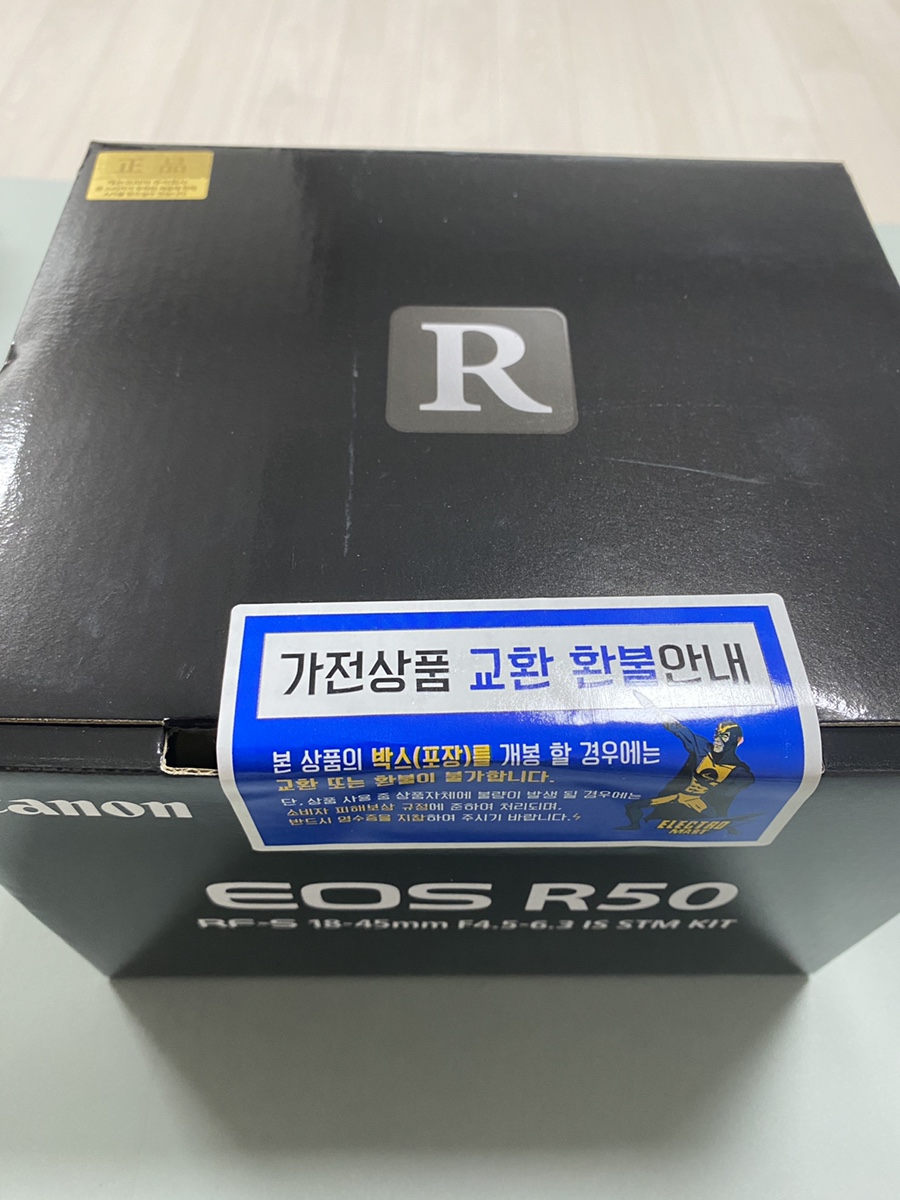 正品
R
가전상품 교환 환불안내
본 상품의 박스(포장)를 개봉 할 경우에는
교환 또는 환불이 불가합니다.
단, 상품 사용 중 상품자체에 불량이 발생 될 경우에는
소비자 피해보상 규정에 준하여 처리되며,
반드시 영수증을 지참하여 주시기 바랍니다.
ELECTRO
MART
Canon
EOS R50
RF-S 18-45mm F4.5-6.3 IS STM KIT